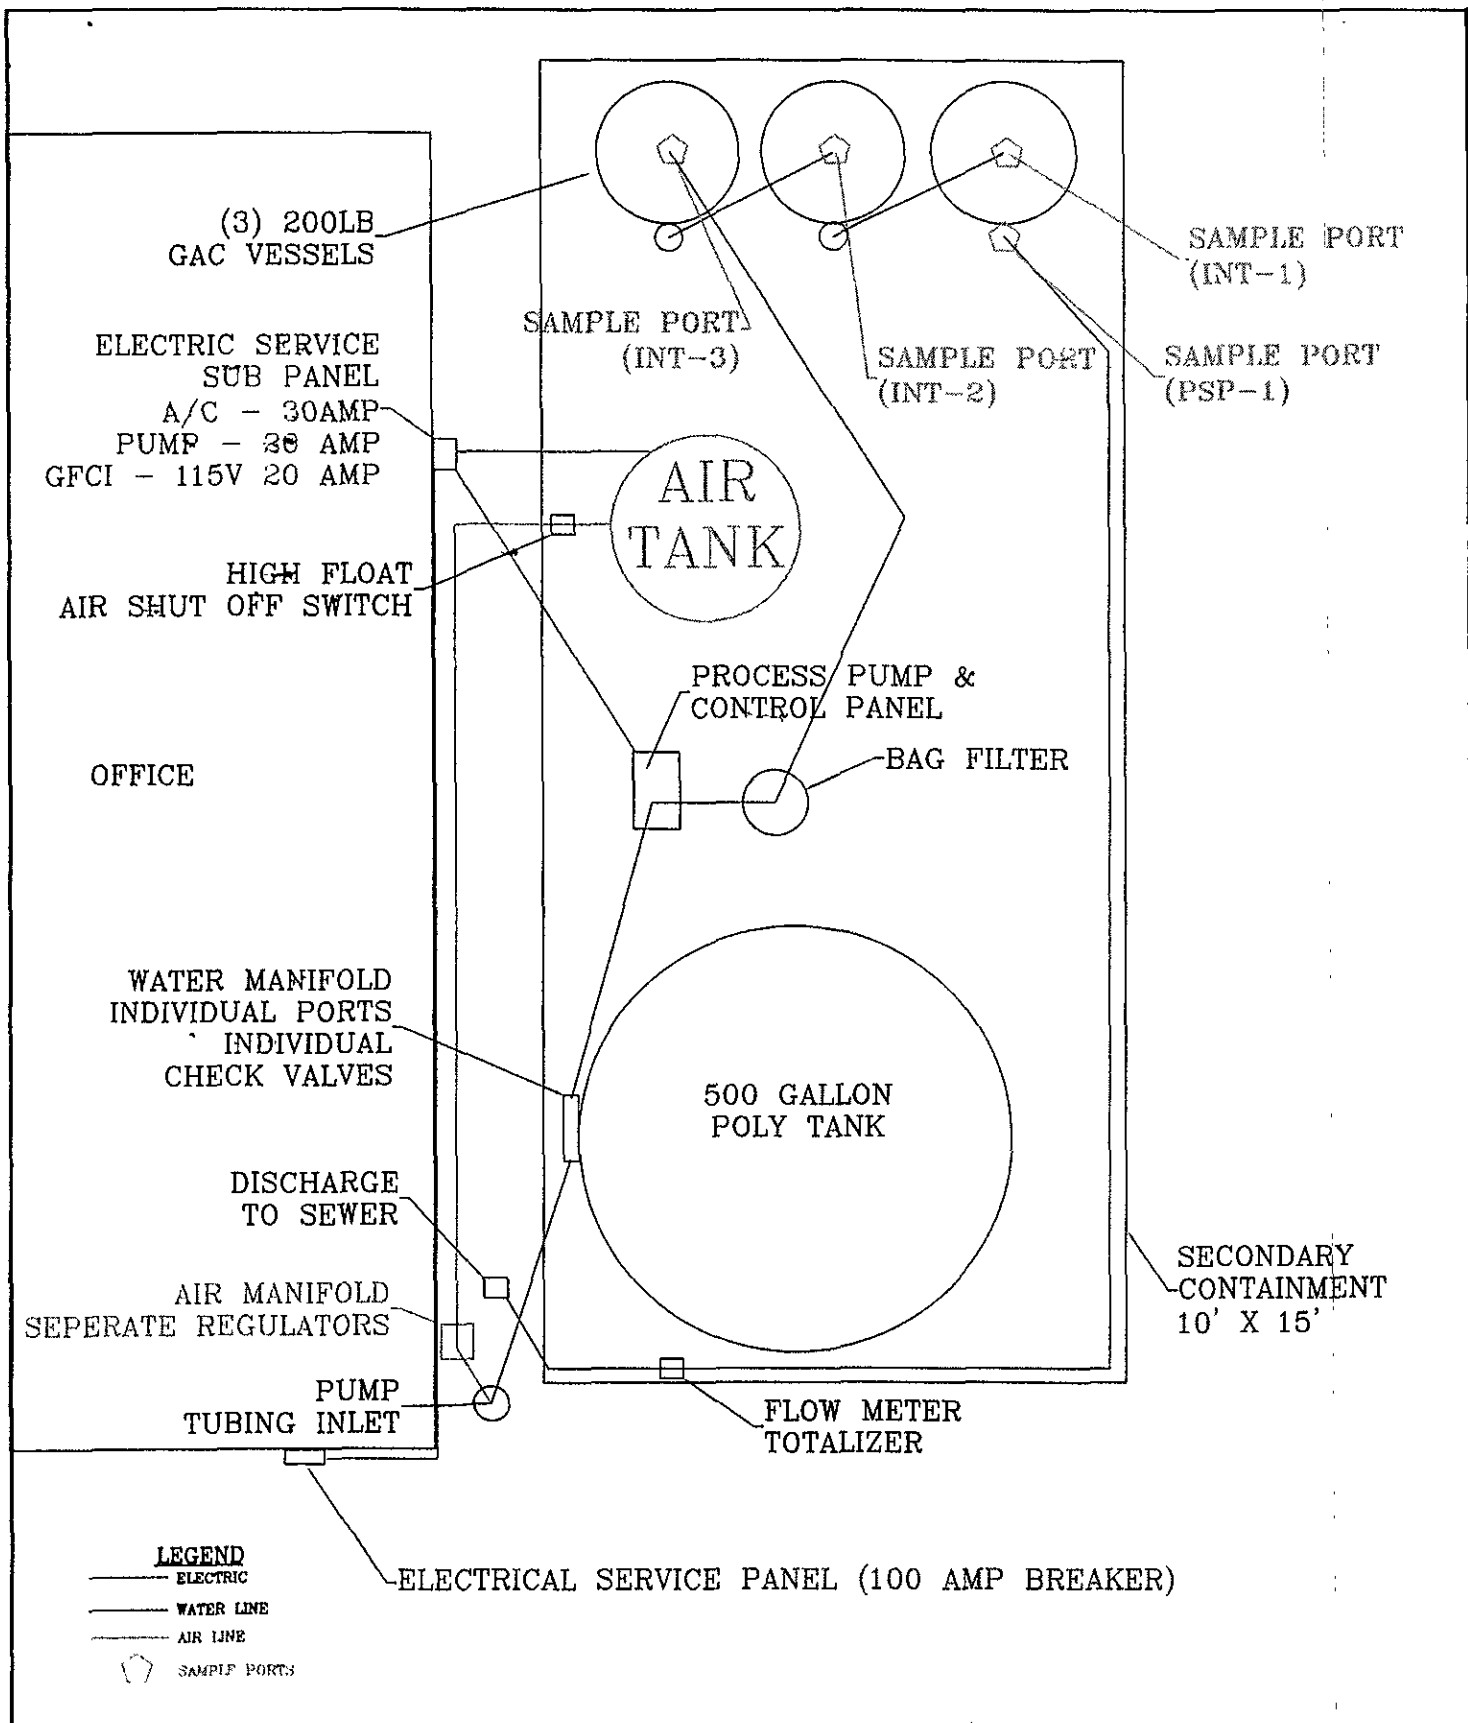 (3) 200LB
GAC VESSELS
SAMPLE PORT
(INT-1)
SAMPLE PORT
(INT-3)
SAMPLE PORT
(INT-2)
SAMPLE PORT
(PSP-1)
ELECTRIC SERVICE
SUB PANEL
A/C - 30AMP
PUMP - AMP
GFCI - 115V 20 AMP
AIR
TANK
HIGH FLOAT
AIR SHUT OFF SWITCH
PROCESS PUMP &
CONTROL PANEL
BAG FILTER
OFFICE
WATER MANIFOLD
INDIVIDUAL PORTS
INDIVIDUAL
CHECK VALVES
500 GALLON
POLY TANK
DISCHARGE
TO SEWER
SECONDARY
CONTAINMENT
10' X 15'
AIR MANIFOLD
SEPERATE REGULATORS
PUMP
TUBING INLET
FLOW METER
TOTALIZER
ELECTRICAL SERVICE PANEL (100 AMP BREAKER)
LEGEND
ELECTRIC
WATER LINE
AIR LINE
SAMPLE PORTS